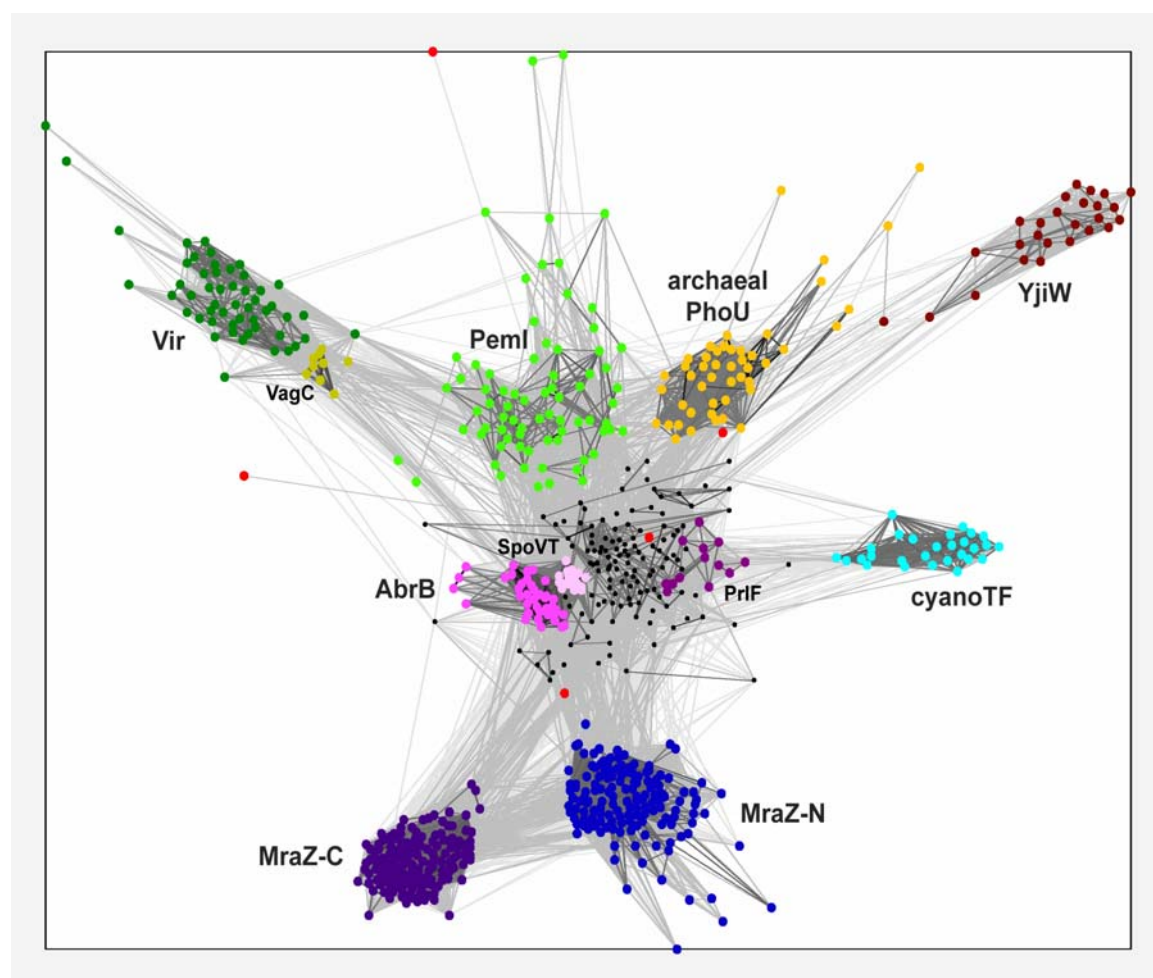 archaeal
PhoU
YjiW
Vir
PemI
VagC
SpoVT
AbrB
PrlF
cyanoTF
MraZ-N
MraZ-C